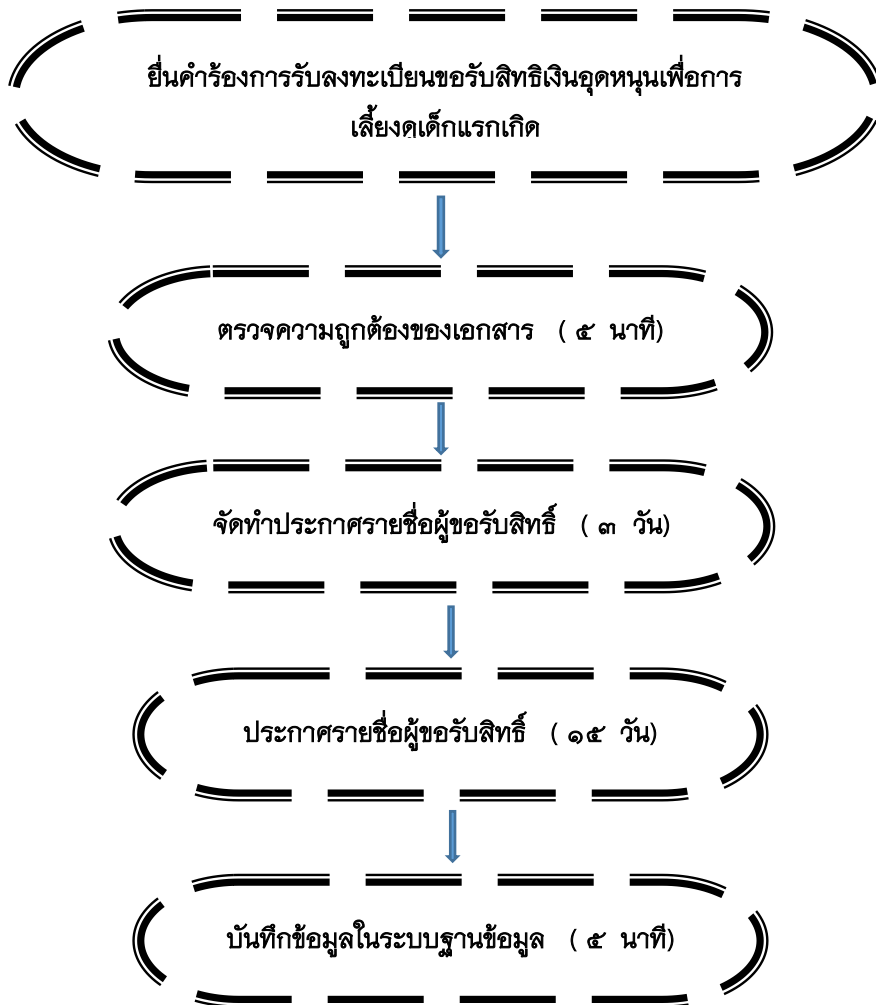 ยื่นคำร้องการรับลงทะเบียนขอรับสิทธิเงินอุดหนุนเพื่อการ
เลี้ยงดูเด็กแรกเกิด
ตรวจความถูกต้องของเอกสาร ( ๕ นาที)
จัดทำประกาศรายชื่อผู้ขอรับสิทธิ์ ( ๓ วัน)
ประกาศรายชื่อผู้ขอรับสิทธิ์ ( ๑๕ วัน)
บันทึกข้อมูลในระบบฐานข้อมูล ( ๕ นาที)